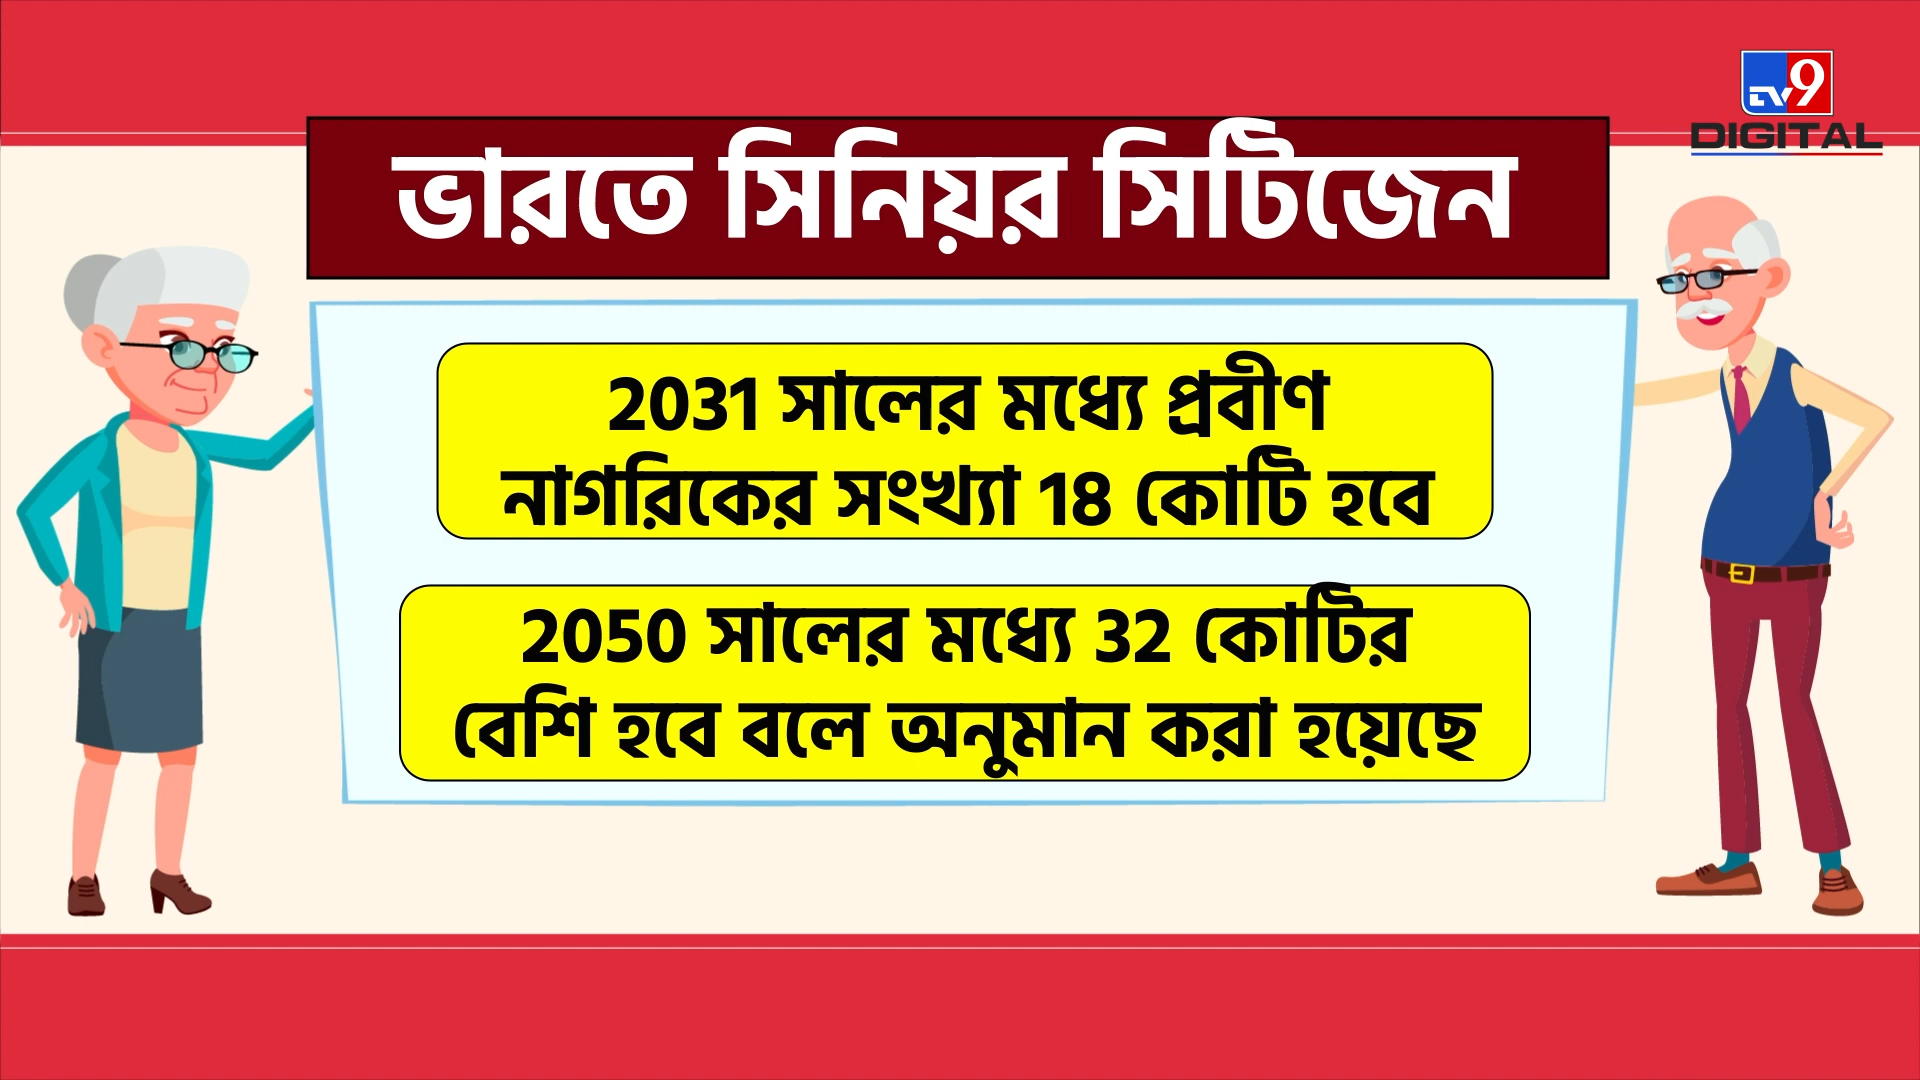 TV9
DIGITAL
ভারতে সিনিয়র সিটিজেন
2031 সালের মধ্যে প্রবীণ
নাগরিকের সংখ্যা 18 কোটি হবে
2050 সালের মধ্যে 32 কোটির
বেশি হবে বলে অনুমান করা হয়েছে